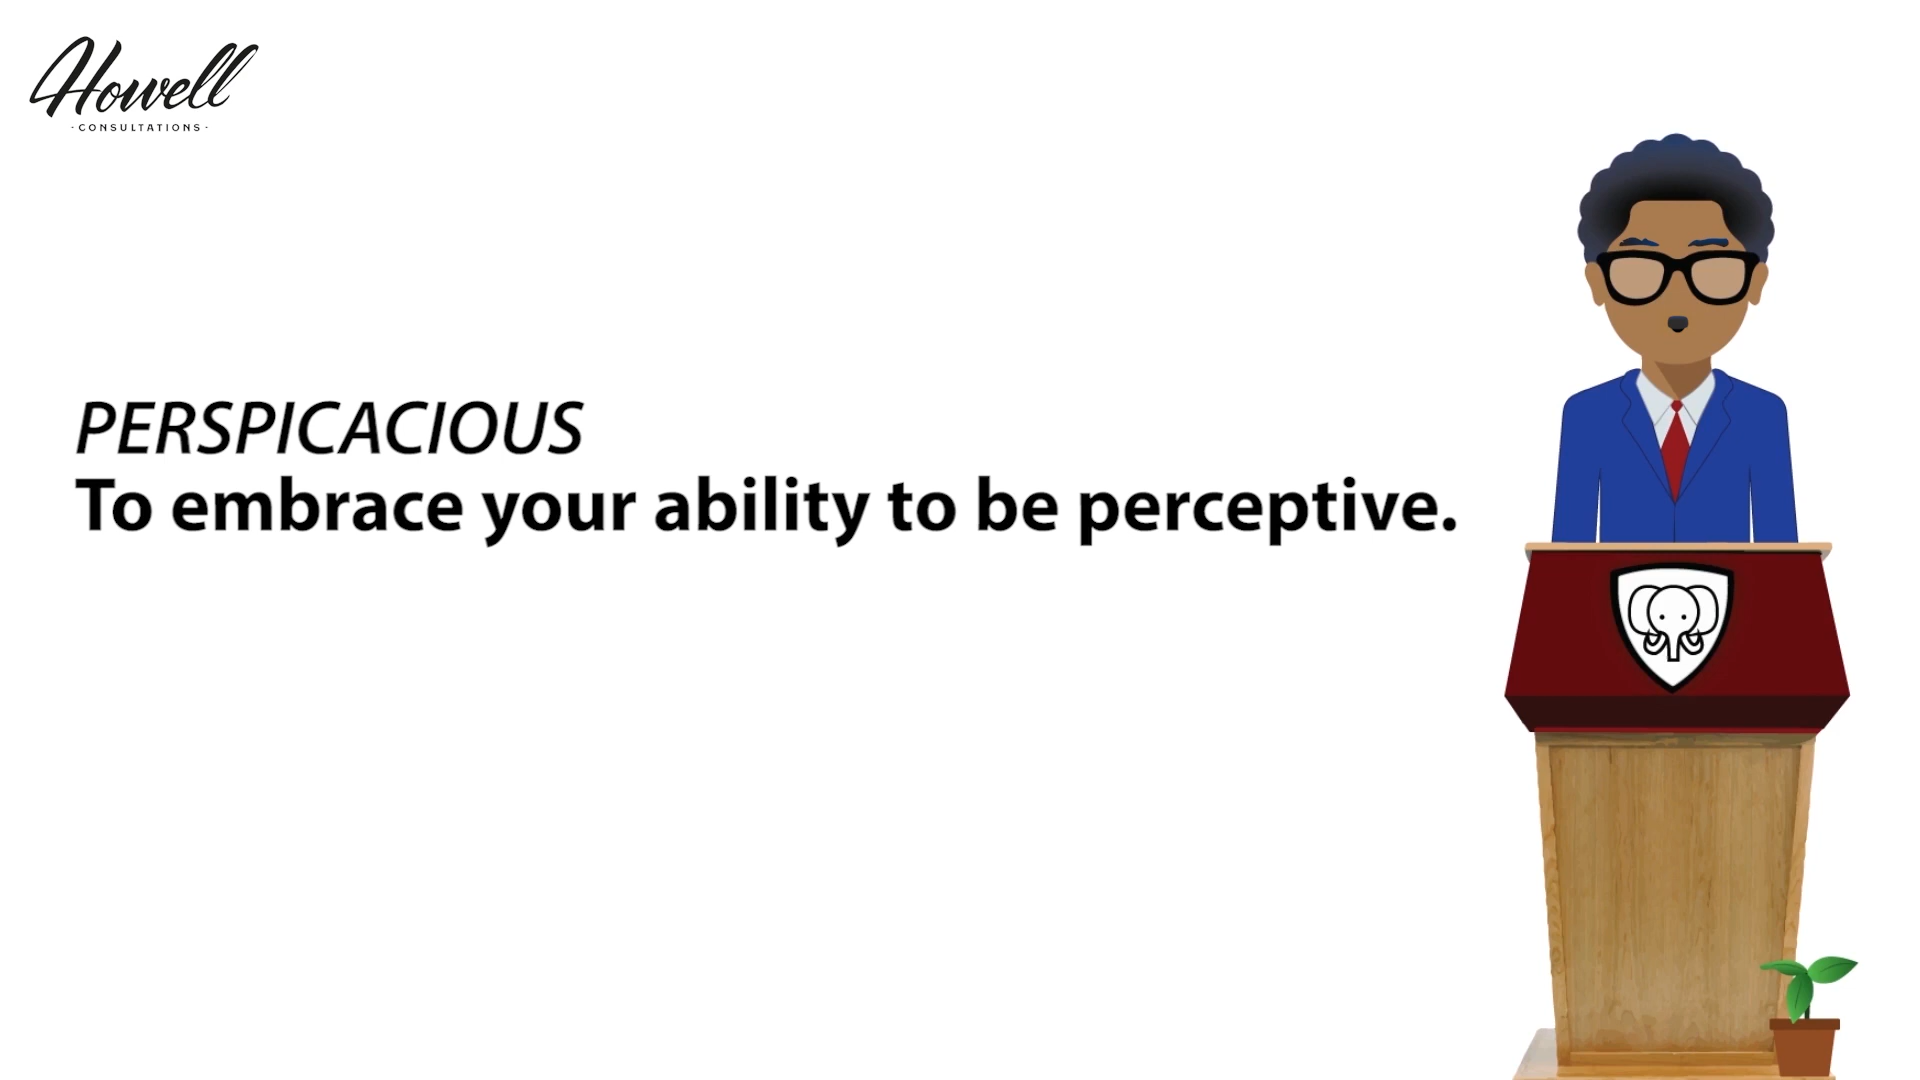 Howell
·CONSULTATIONS·
PERSPICACIOUS
To embrace your ability to be perceptive.